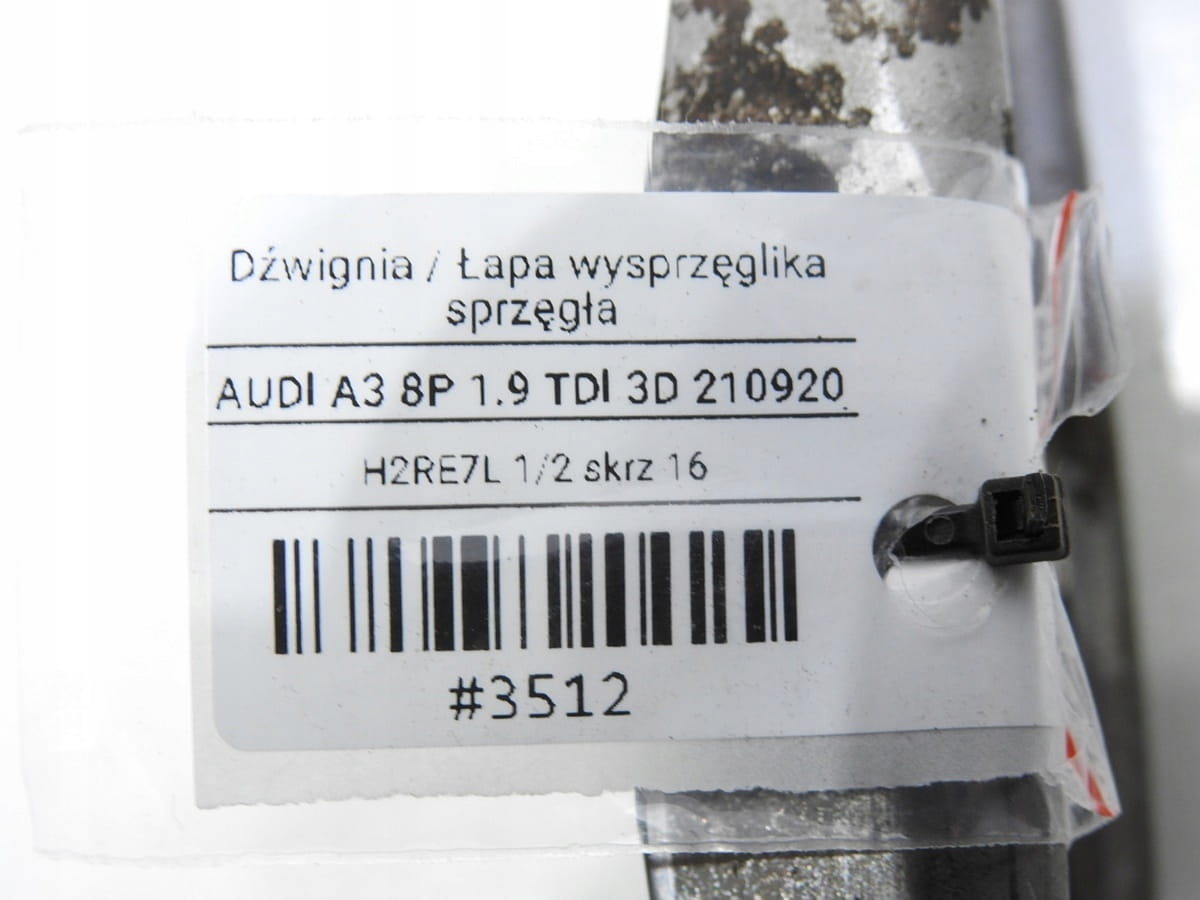 Dźwignia / Łapa wysprzęglika
sprzęgła
AUDI A3 8P 1.9 TDI 3D 210920
H2RE7L 1/2 skrz 16
#3512